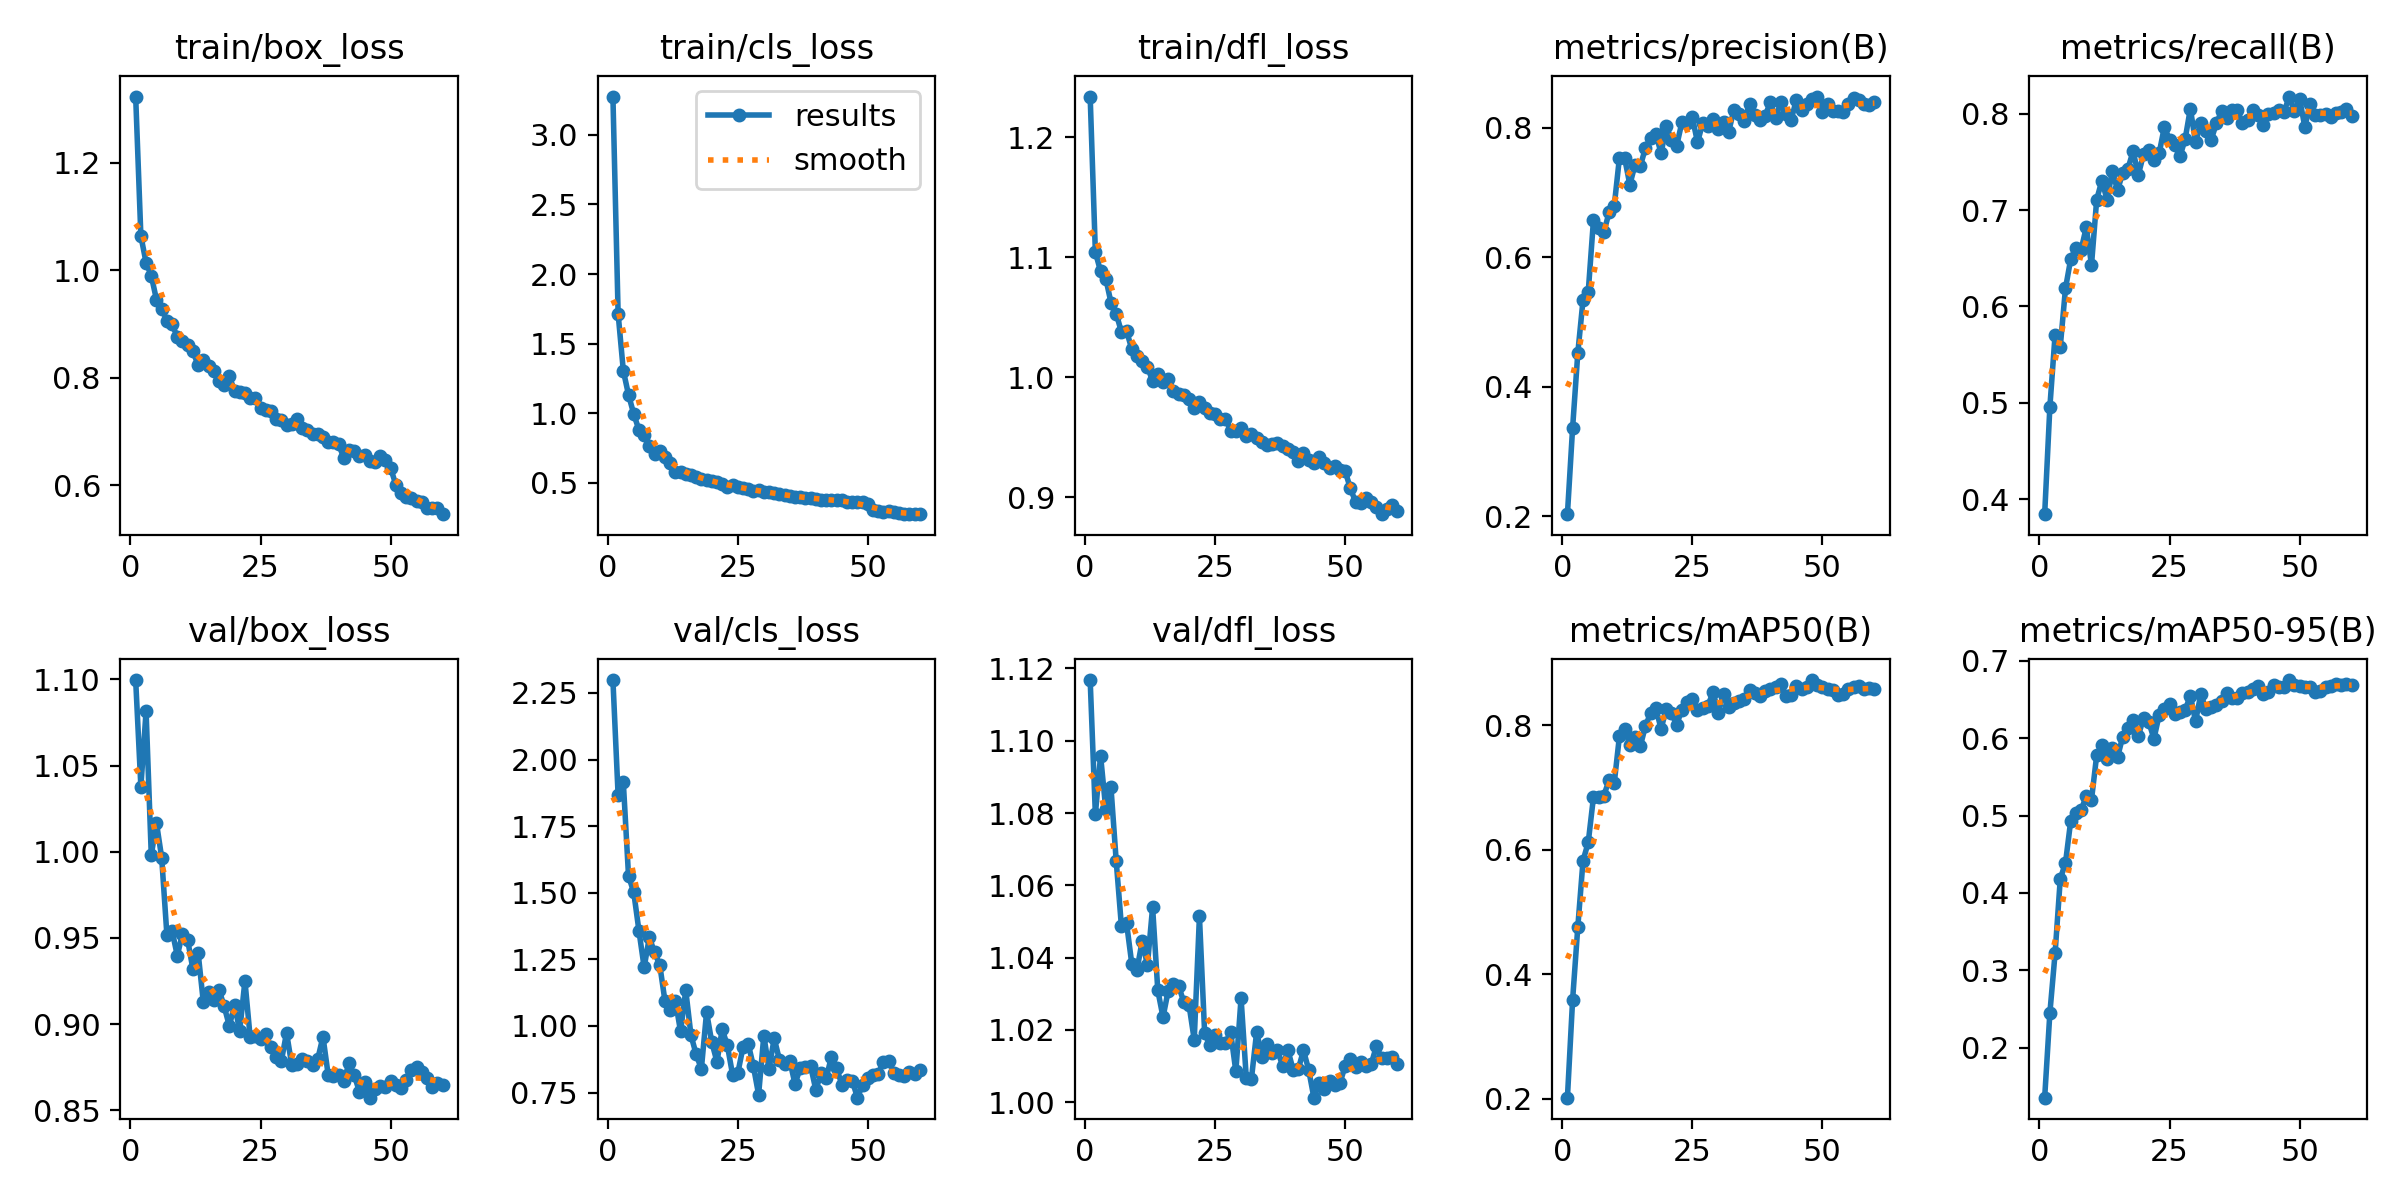 train/box_loss
1.2
1.0
0.8
0.6
0 25 50
train/cls_loss
results
smooth
3.0
2.5
2.0
1.5
1.0
0.5
0 25 50
train/dfl_loss
1.2
1.1
1.0
0.9
0 25 50
metrics/precision(B)
0.8
0.6
0.4
0.2
0 25 50
metrics/recall(B)
0.8
0.7
0.6
0.5
0.4
0 25 50
val/box_loss
1.10
1.05
1.00
0.95
0.90
0.85
0 25 50
val/cls_loss
2.25
2.00
1.75
1.50
1.25
1.00
0.75
0 25 50
val/dfl_loss
1.12
1.10
1.08
1.06
1.04
1.02
1.00
0 25 50
metrics/mAP50(B)
0.8
0.6
0.4
0.2
0 25 50
metrics/mAP50-95(B)
0.7
0.6
0.5
0.4
0.3
0.2
0 25 50